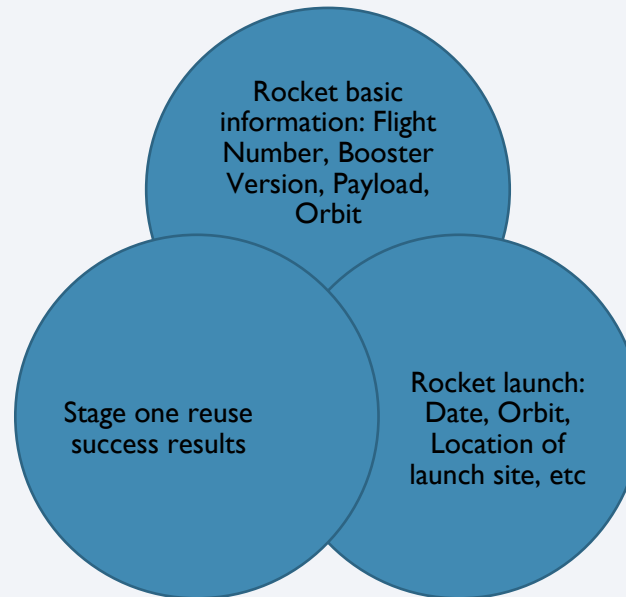 Rocket basic
information: Flight
Number, Booster
Version, Payload,
Orbit
Stage one reuse
success results
Rocket launch:
Date, Orbit,
Location of
launch site, etc